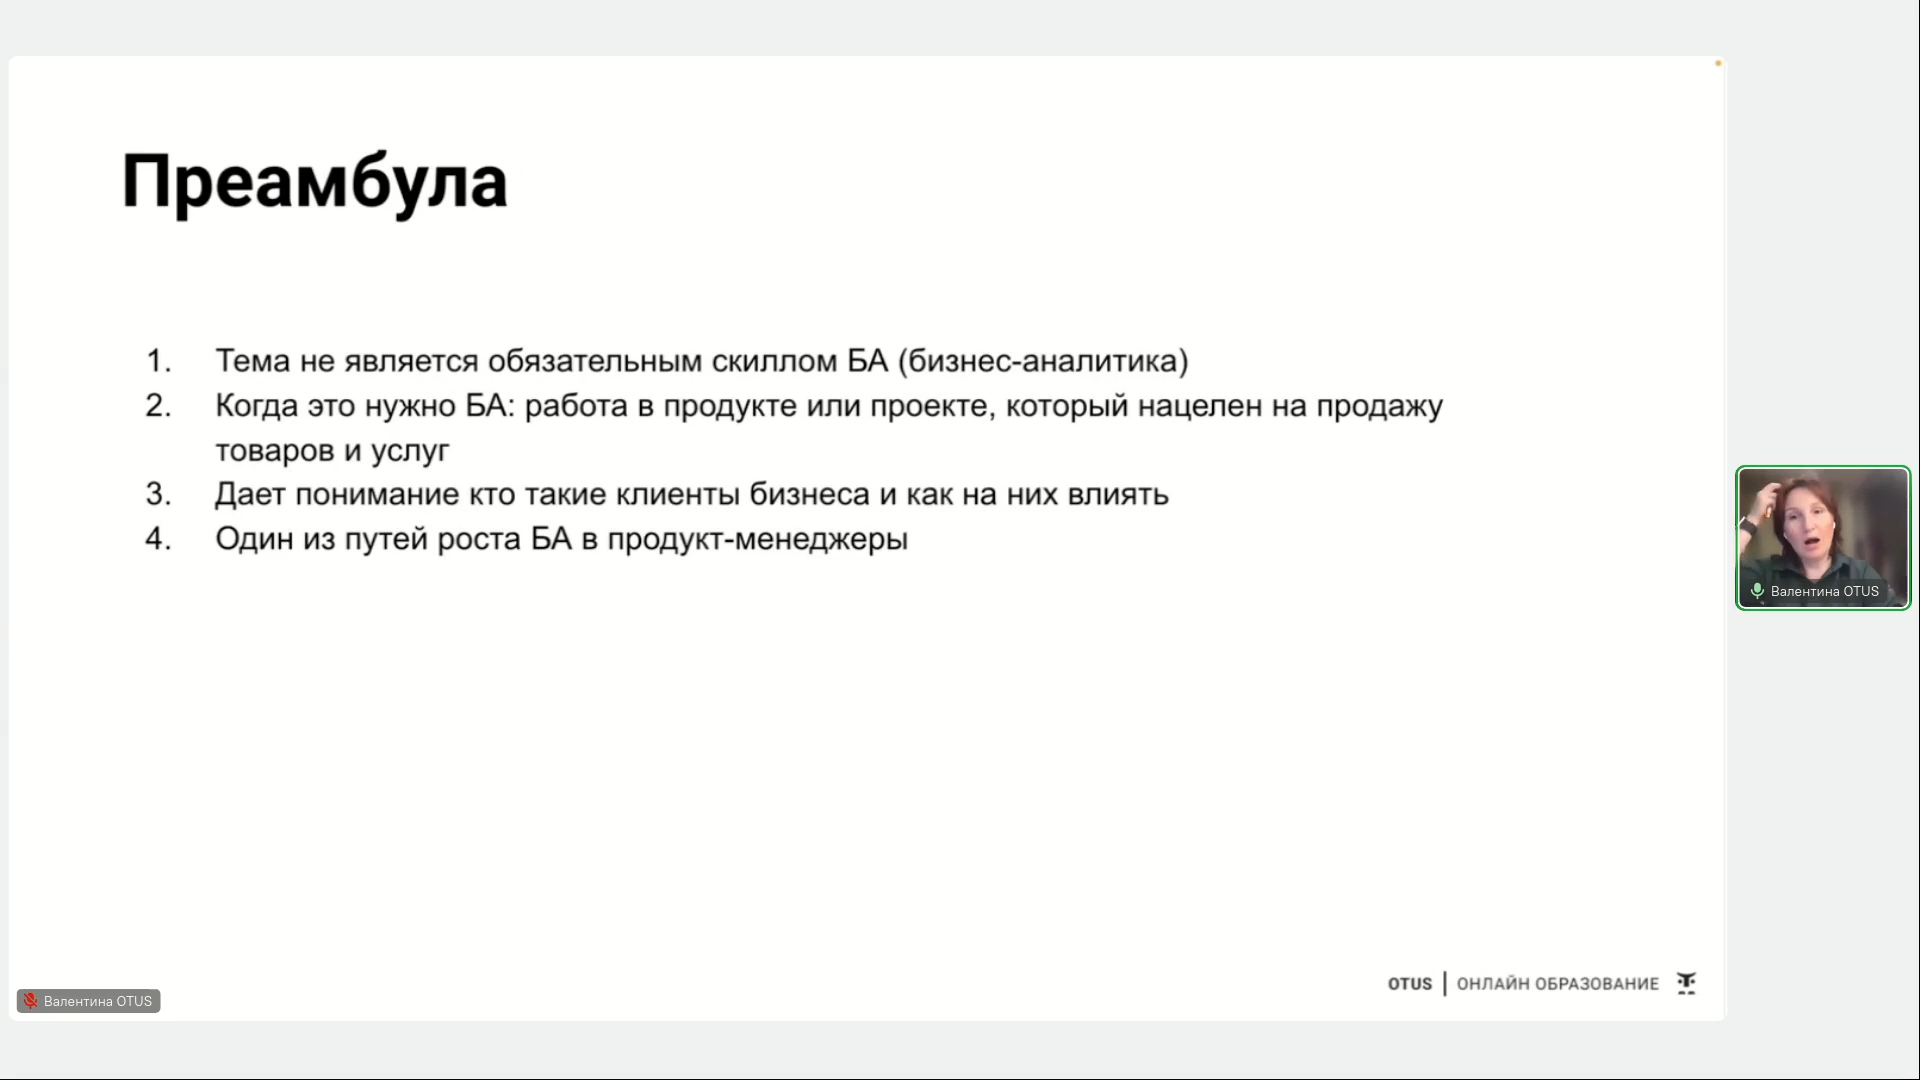 Преамбула
1. Тема не является обязательным скиллом БА (бизнес-аналитика)
2. Когда это нужно БА: работа в продукте или проекте, который нацелен на продажу
товаров и услуг
3. Дает понимание кто такие клиенты бизнеса и как на них влиять
4. Один из путей роста БА в продукт-менеджеры
Валентина OTUS
OTUS | ОНЛАЙН ОБРАЗОВАНИЕ
Валентина OTUS